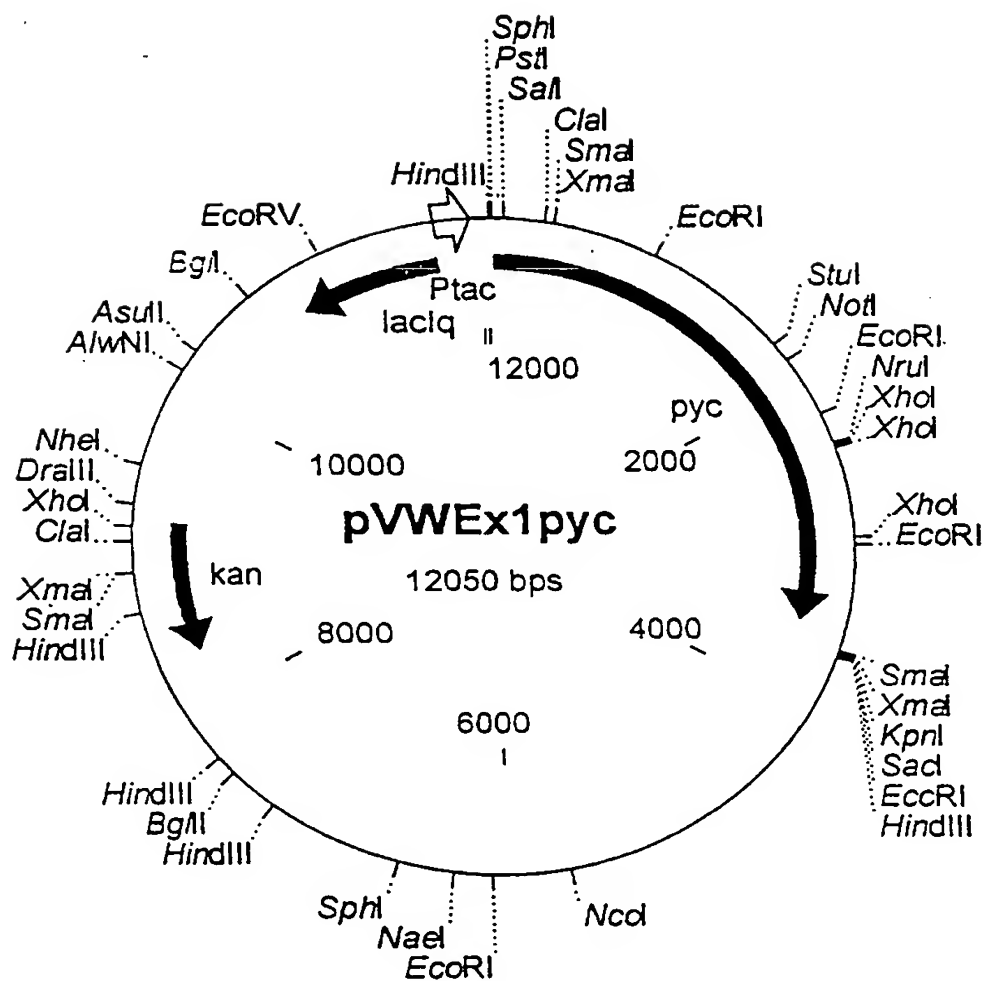 SphI
PstI
SalI
ClaI
SmaI
XmaI
HindIII
EcoRI
EcoRV
BglI
AsuII
AlwNI
StuI
NotI
EcoRI
NruI
XhoI
XhoI
Ptac
lacIq
12000
pyc
2000
10000
NheI
DraIII
XhoI
ClaI
XmaI
SmaI
HindIII
pVWEx1pyc
12050 bps
kan
XhoI
EcoRI
8000
4000
6000
SmaI
XmaI
KpnI
SacI
EccRI
HindIII
HindIII
BglII
HindIII
SphI
NaeI
EcoRI
NcoI